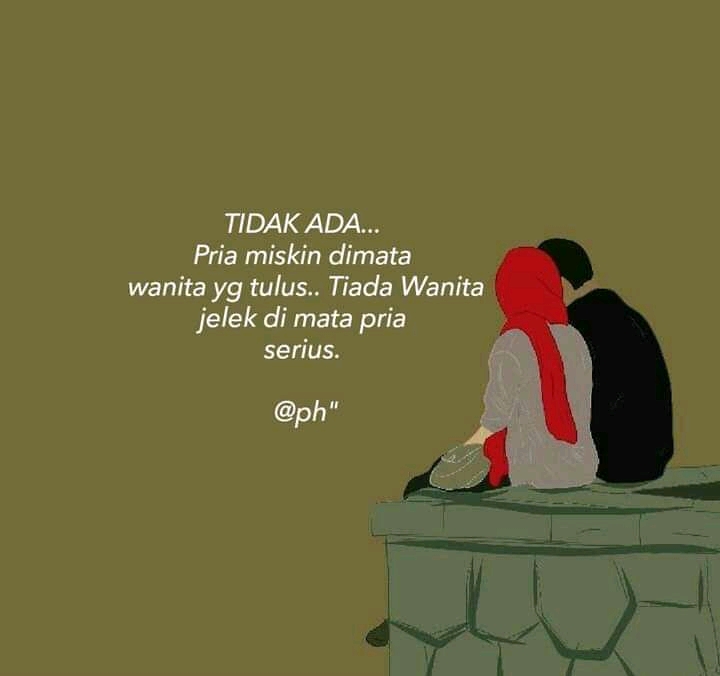 TIDAK ADA...
Pria miskin dimata
wanita yg tulus.. Tiada Wanita
jelek di mata pria
serius.
@ph"